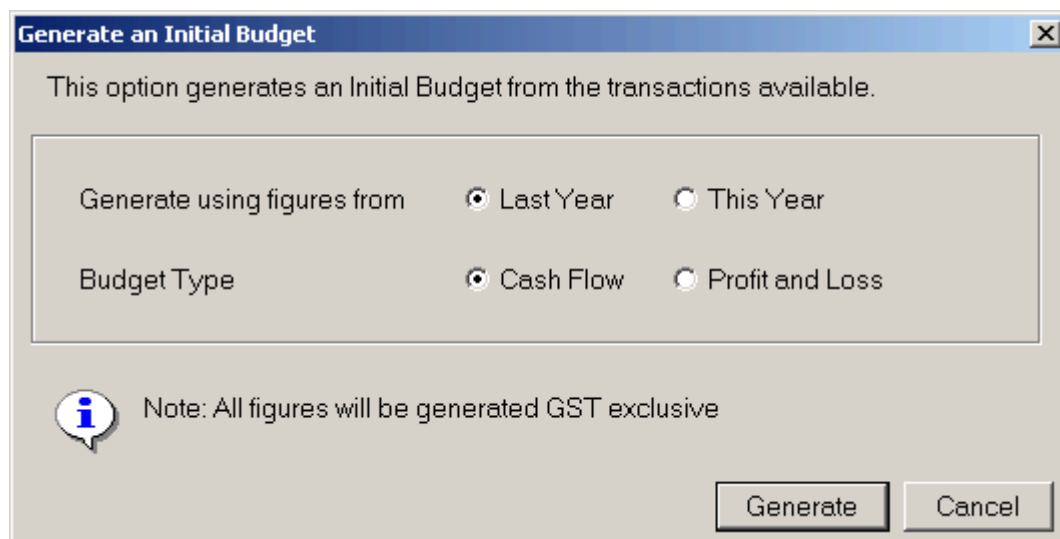 Generate an Initial Budget
This option generates an Initial Budget from the transactions available.
Generate using figures from Last Year This Year
Budget Type Cash Flow Profit and Loss
Note: All figures will be generated GST exclusive
Generate Cancel